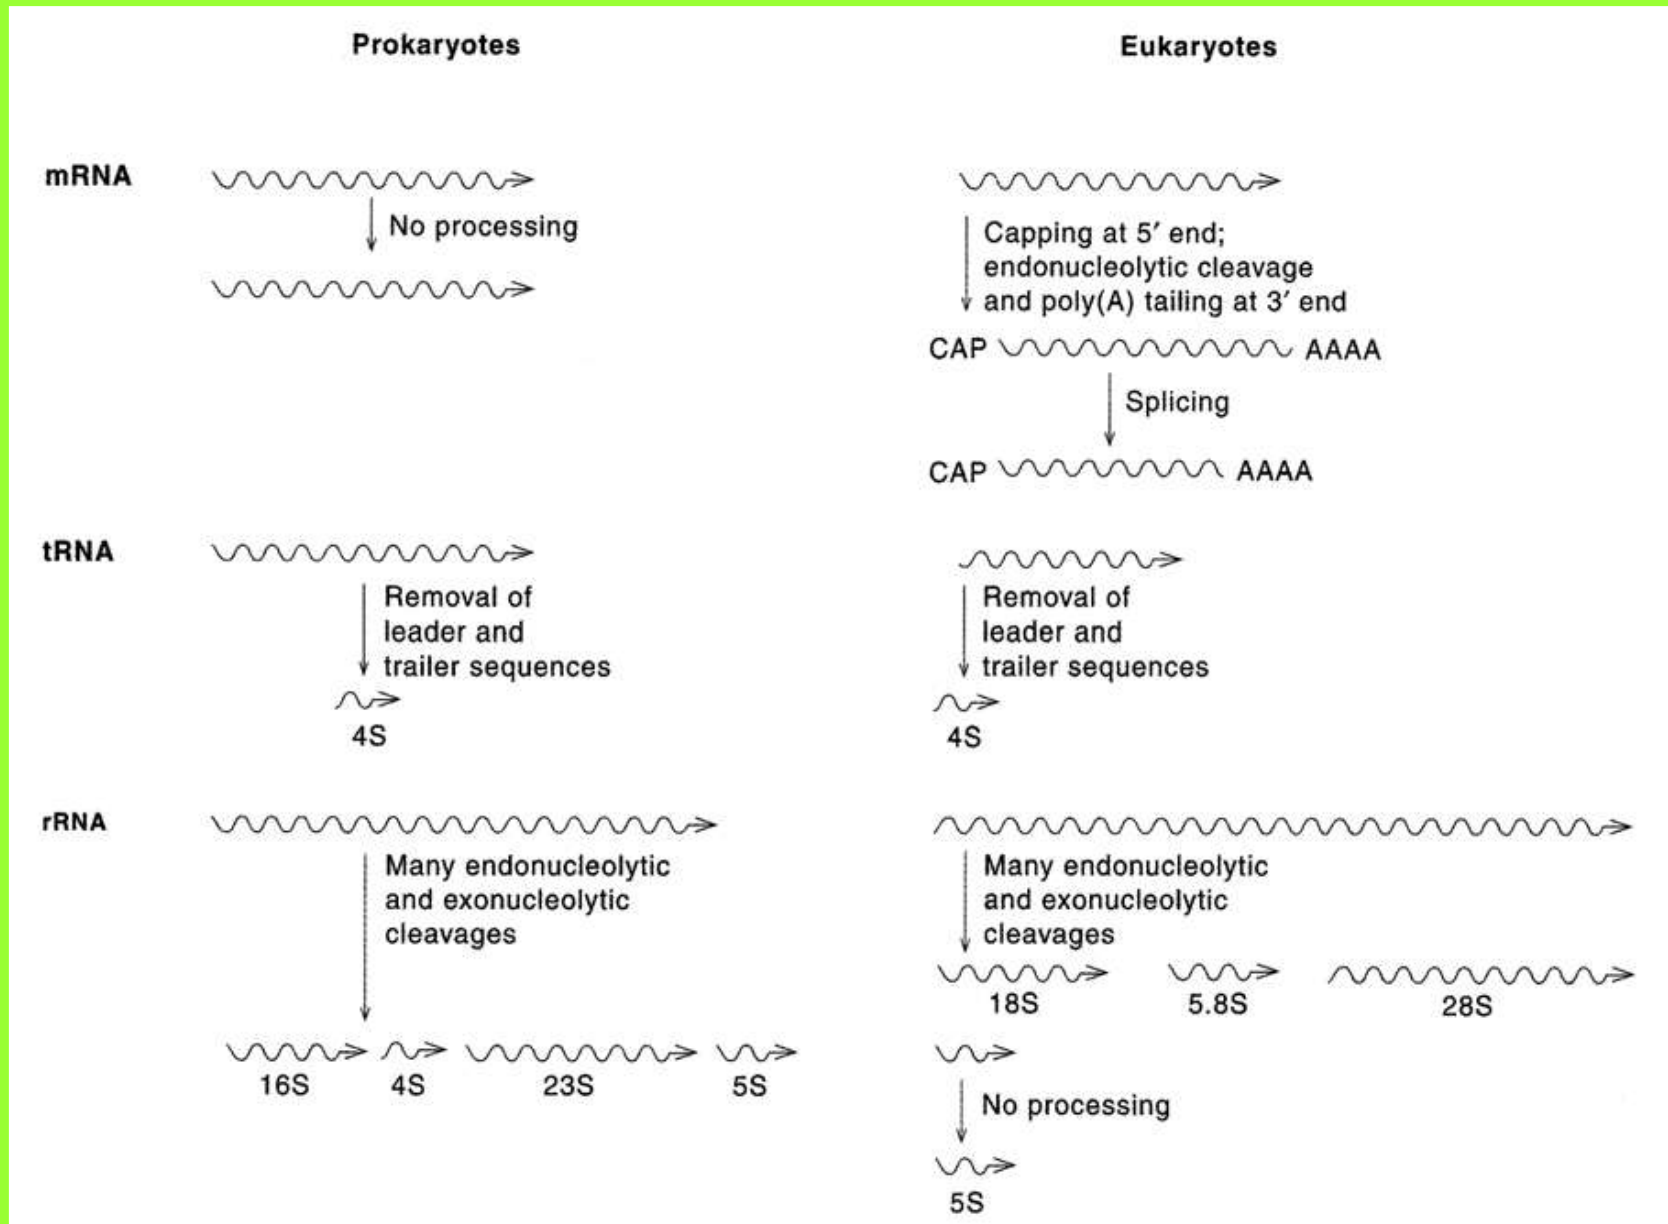 Prokaryotes
Eukaryotes
mRNA
No processing
Capping at 5′ end;
endonucleolytic cleavage
and poly(A) tailing at 3′ end
CAP AAAA
Splicing
CAP AAAA
tRNA
Removal of
leader and
trailer sequences
4S
Removal of
leader and
trailer sequences
4S
rRNA
Many endonucleolytic
and exonucleolytic
cleavages
16S 4S 23S 5S
Many endonucleolytic
and exonucleolytic
cleavages
18S 5.8S 28S
No processing
5S